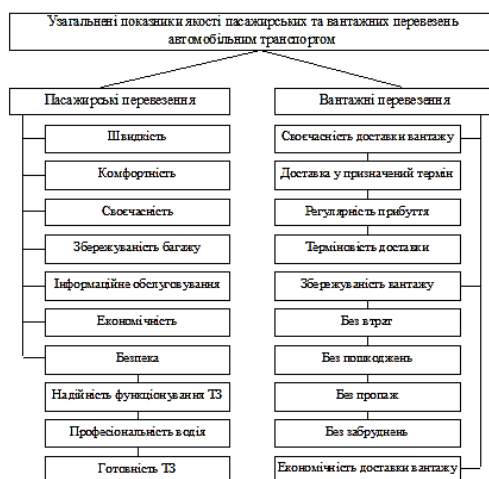 Узагальнені показники якості пасажирських та вантажних перевезень
автомобільним транспортом
Пасажирські перевезення
Швидкість
Комфортність
Своєчасність
Збережуваність багажу
Інформаційне обслуговування
Економічність
Безпека
Надійність функціонування ТЗ
Професіональність водія
Готовність ТЗ
Вантажні перевезення
Своєчасність доставки вантажу
Доставка у призначений термін
Регулярність прибуття
Терміновість доставки
Збережуваність вантажу
Без втрат
Без пошкоджень
Без пропаж
Без забруднень
Економічність доставки вантажу